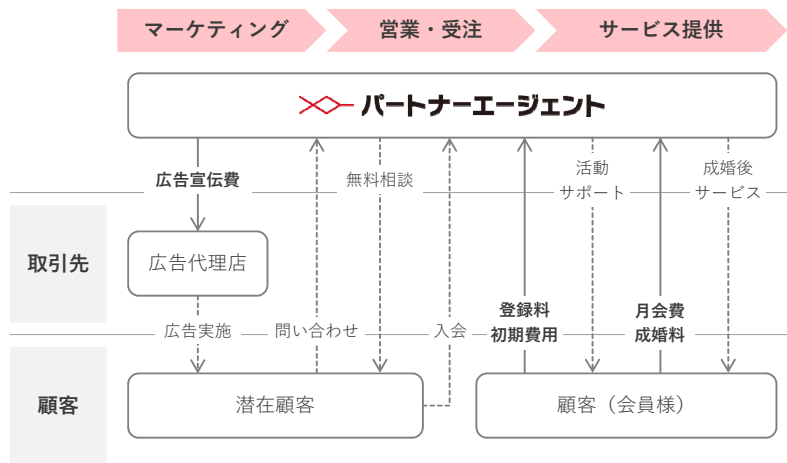 マーケティング
営業・受注
サービス提供
パートナーエージェント
広告宣伝費
無料相談
活動
サポート
成婚後
サービス
取引先
広告代理店
広告実施
問い合わせ
入会
登録料
初期費用
月会費
成婚料
顧客
潜在顧客
顧客（会員様）